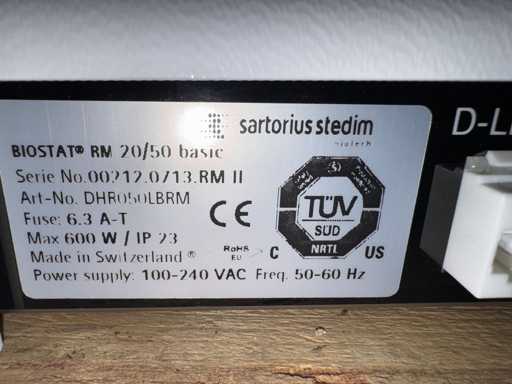 sartorius stedim
biotech
D-L
BIOSTAT® RM 20/50 basic
Serie No.00212.0713.RM II
Art-No. DHR050LBRM
Fuse: 6.3 A-T
Max 600 W / IP 23
Made in Switzerland ®
Power supply: 100-240 VAC Freq. 50-60 Hz
CE
RoHS
EU
C
TÜV
SÜD
NRTL
US